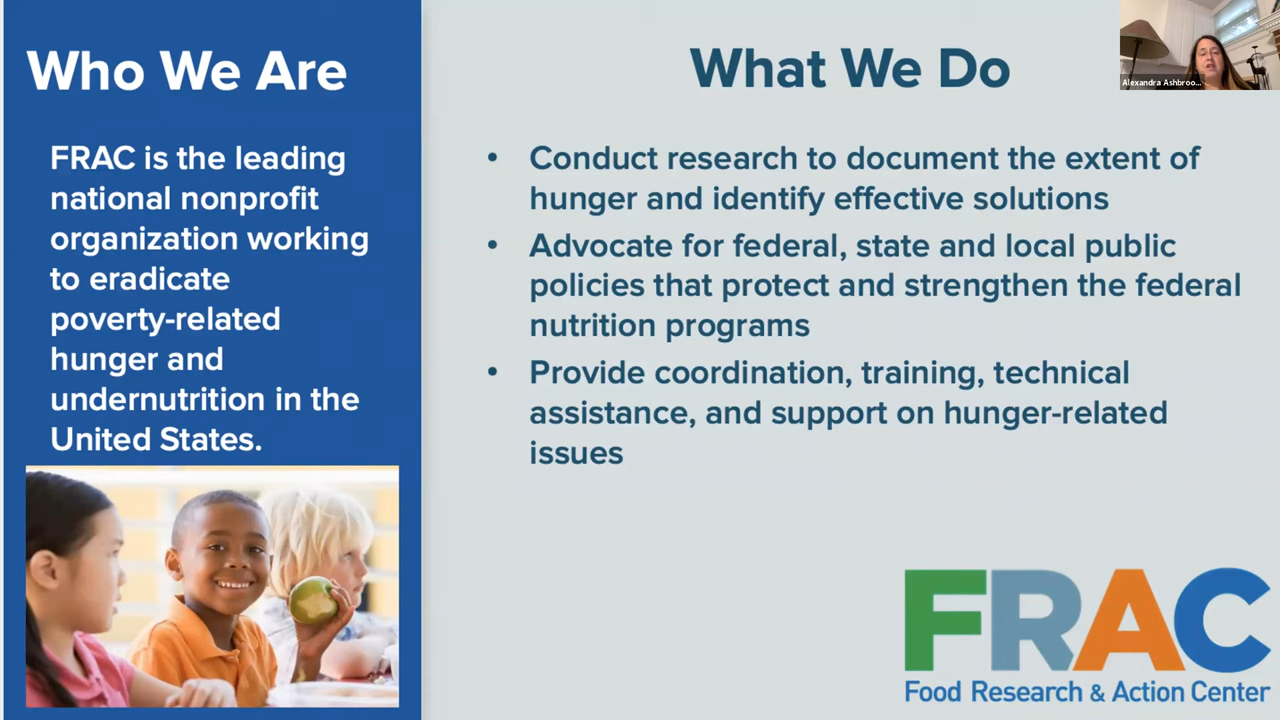 Who We Are
FRAC is the leading
national nonprofit
organization working
to eradicate
poverty-related
hunger and
undernutrition in the
United States.
What We Do
• Conduct research to document the extent of
hunger and identify effective solutions
• Advocate for federal, state and local public
policies that protect and strengthen the federal
nutrition programs
• Provide coordination, training, technical
assistance, and support on hunger-related
issues
Alexandra Ashbroo...
FRAC
Food Research & Action Center